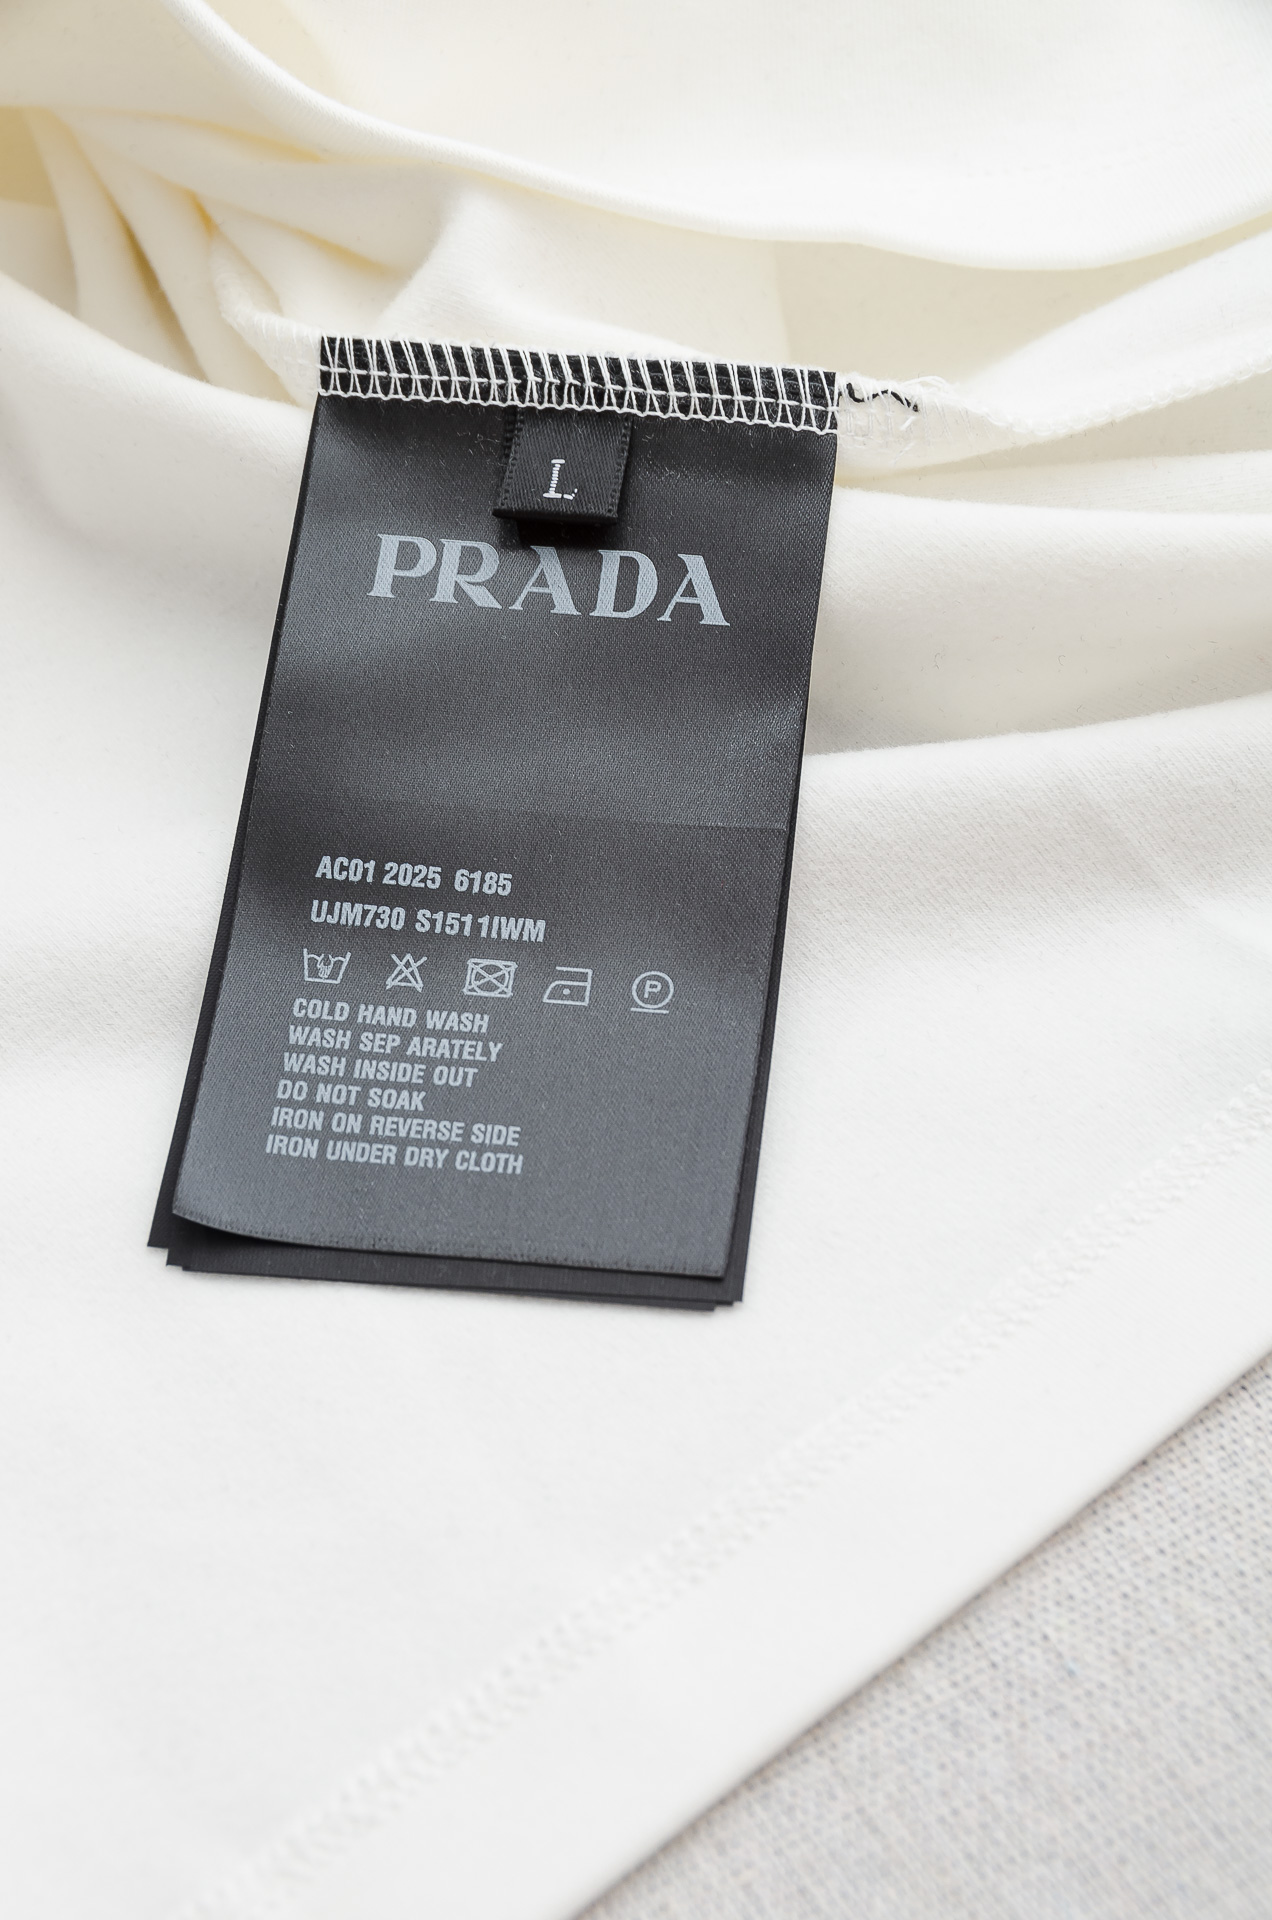 L
PRADA
AC01 2025 6185
UJM730 S1511IWM
P
COLD HAND WASH
WASH SEP ARATELY
WASH INSIDE OUT
DO NOT SOAK
IRON ON REVERSE SIDE
IRON UNDER DRY CLOTH